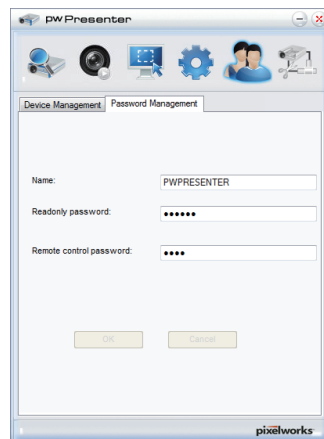 pw Presenter
Device Management Password Management
Name: PWPRESENTER
Readonly password: ••••••
Remote control password: ••••
OK Cancel
pixelworks